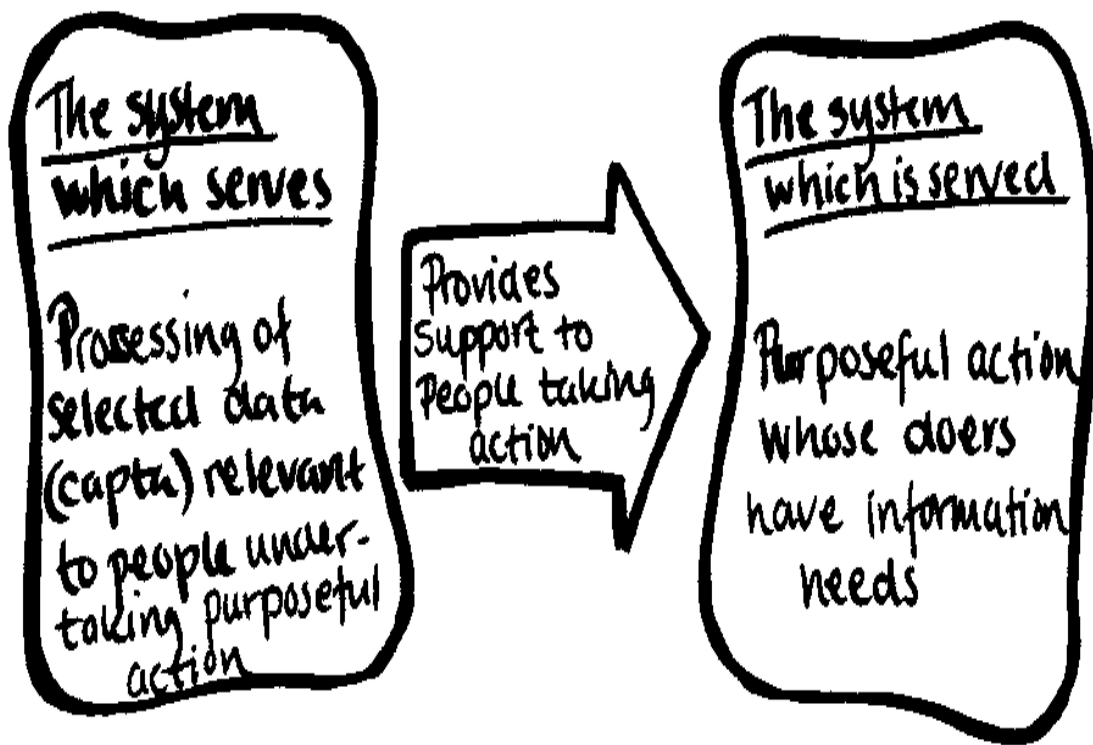 The system
which serves
Processing of
selected data
(capta) relevant
to people under-
taking purposeful
action
Provides
support to
People taking
action
The system
which is served
Purposeful action
whose doers
have information
needs